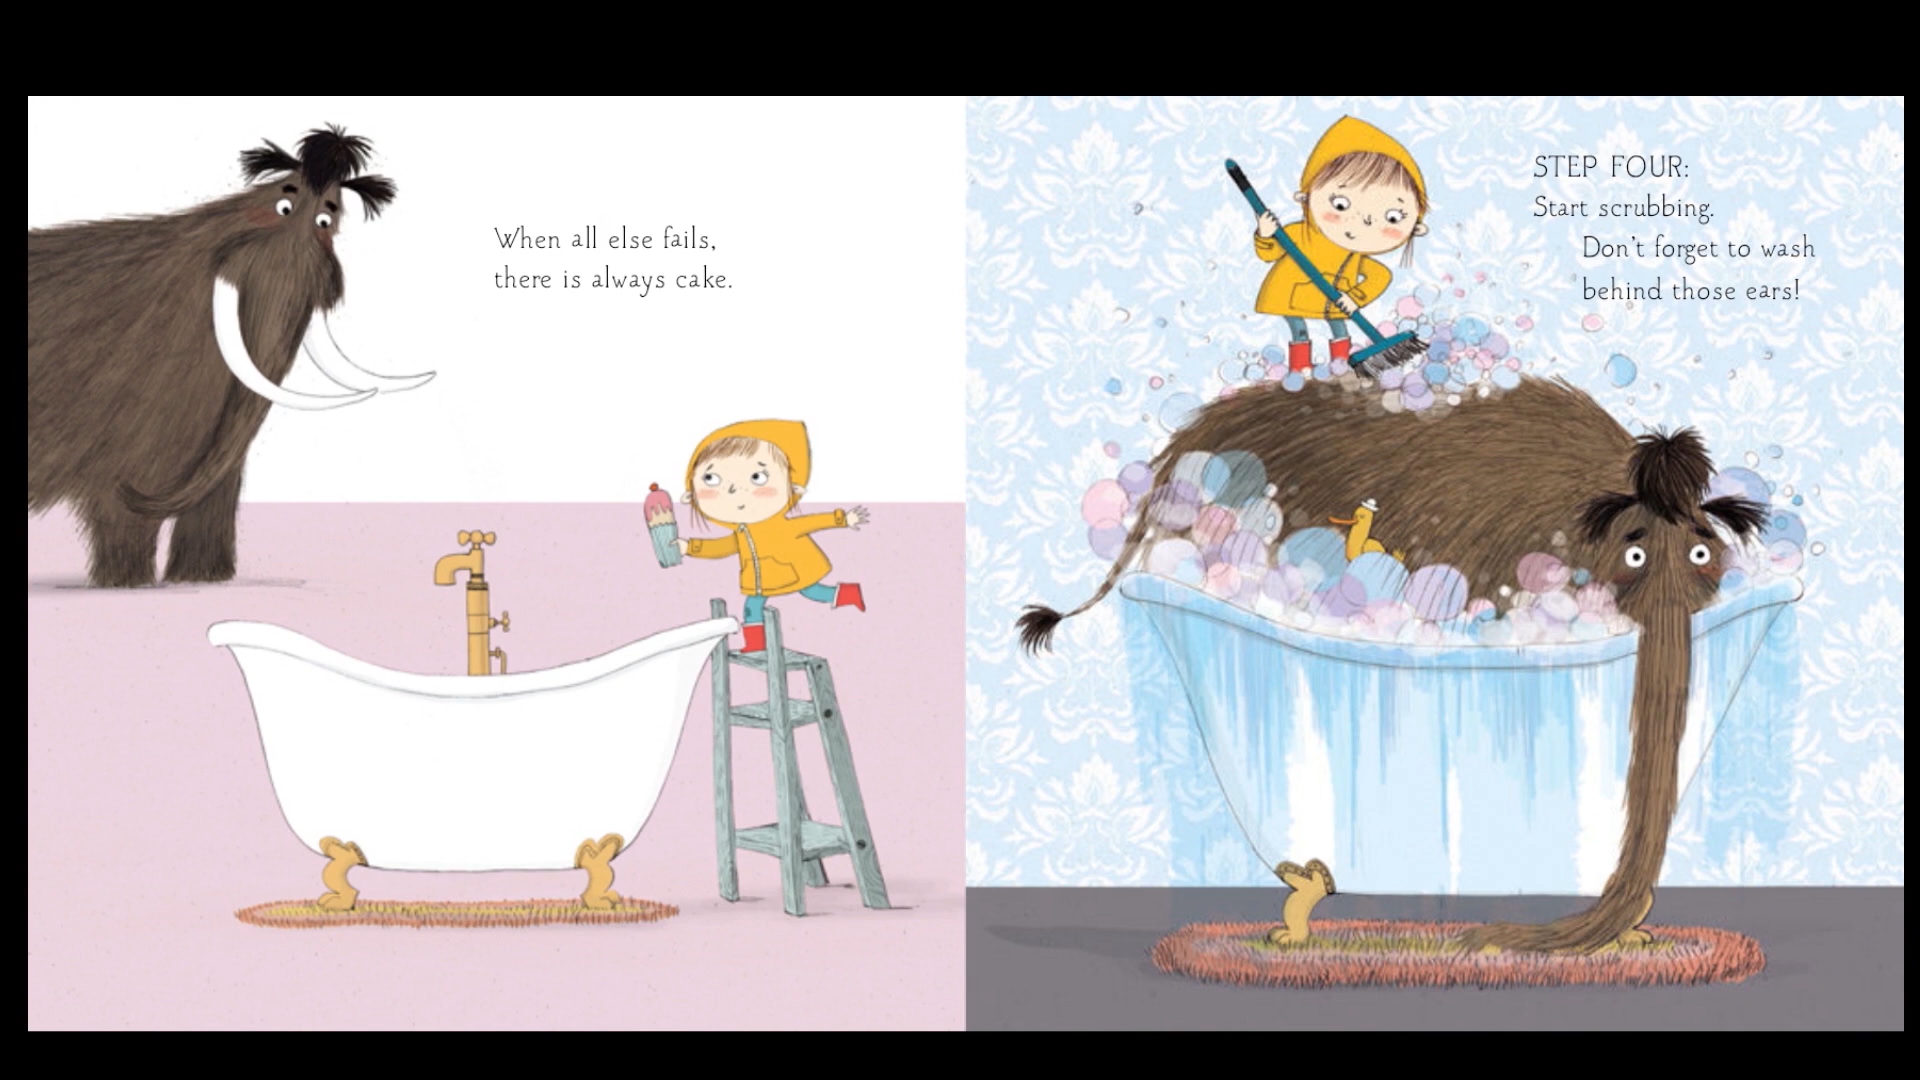 When all else fails,
there is always cake.
STEP FOUR:
Start scrubbing.
Don't forget to wash
behind those ears!